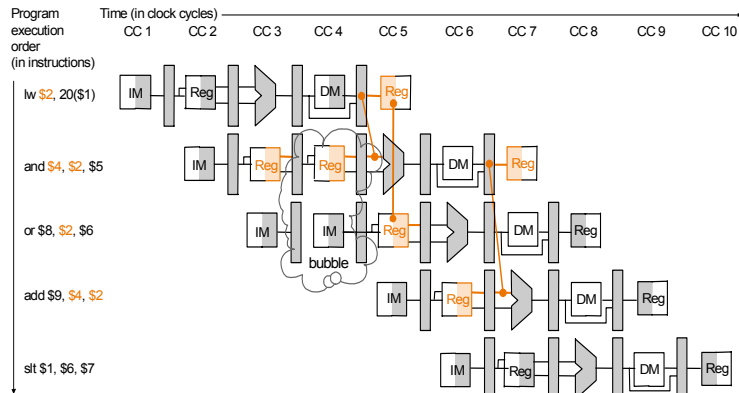 Program
execution
order
(in instructions)
Time (in clock cycles)
CC 1 CC 2 CC 3 CC 4 CC 5 CC 6 CC 7 CC 8 CC 9 CC 10
lw $2, 20($1)
IM Reg DM Reg
and $4, $2, $5
IM Reg Reg DM Reg
or $8, $2, $6
IM IM Reg DM Reg
bubble
add $9, $4, $2
IM Reg DM Reg
slt $1, $6, $7
IM Reg DM Reg